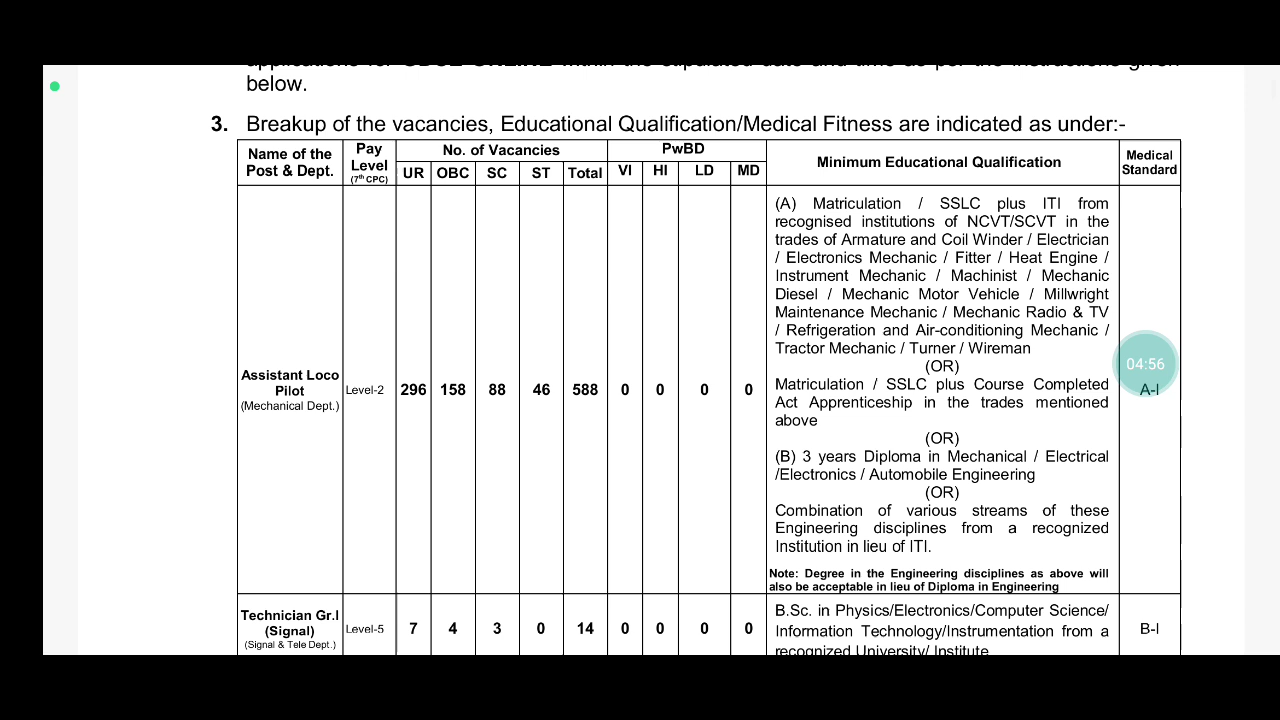 below.
3. Breakup of the vacancies, Educational Qualification/Medical Fitness are indicated as under:-
Name of the Post & Dept.
Pay Level (7th CPC)
No. of Vacancies
PwBD
Minimum Educational Qualification
Medical Standard
UR OBC SC ST Total VI HI LD MD
Assistant Loco
Pilot
(Mechanical Dept.)
Level-2
296 158 88 46 588 0 0 0 0
(A) Matriculation / SSLC plus ITI from
recognised institutions of NCVT/SCVT in the
trades of Armature and Coil Winder / Electrician
/ Electronics Mechanic / Fitter / Heat Engine /
Instrument Mechanic / Machinist / Mechanic
Diesel / Mechanic Motor Vehicle / Millwright
Maintenance Mechanic / Mechanic Radio & TV
/ Refrigeration and Air-conditioning Mechanic /
Tractor Mechanic / Turner / Wireman
(OR)
Matriculation / SSLC plus Course Completed
Act Apprenticeship in the trades mentioned
above
(OR)
(B) 3 years Diploma in Mechanical / Electrical
/Electronics / Automobile Engineering
(OR)
Combination of various streams of these
Engineering disciplines from a recognized
Institution in lieu of ITI.
Note: Degree in the Engineering disciplines as above will
also be acceptable in lieu of Diploma in Engineering
04:56
A-I
Technician Gr.I
(Signal)
(Signal & Tele Dept.)
Level-5
7 4 3 0 14 0 0 0 0
B.Sc. in Physics/Electronics/Computer Science/
Information Technology/Instrumentation from a
recognized University/ Institute
B-I